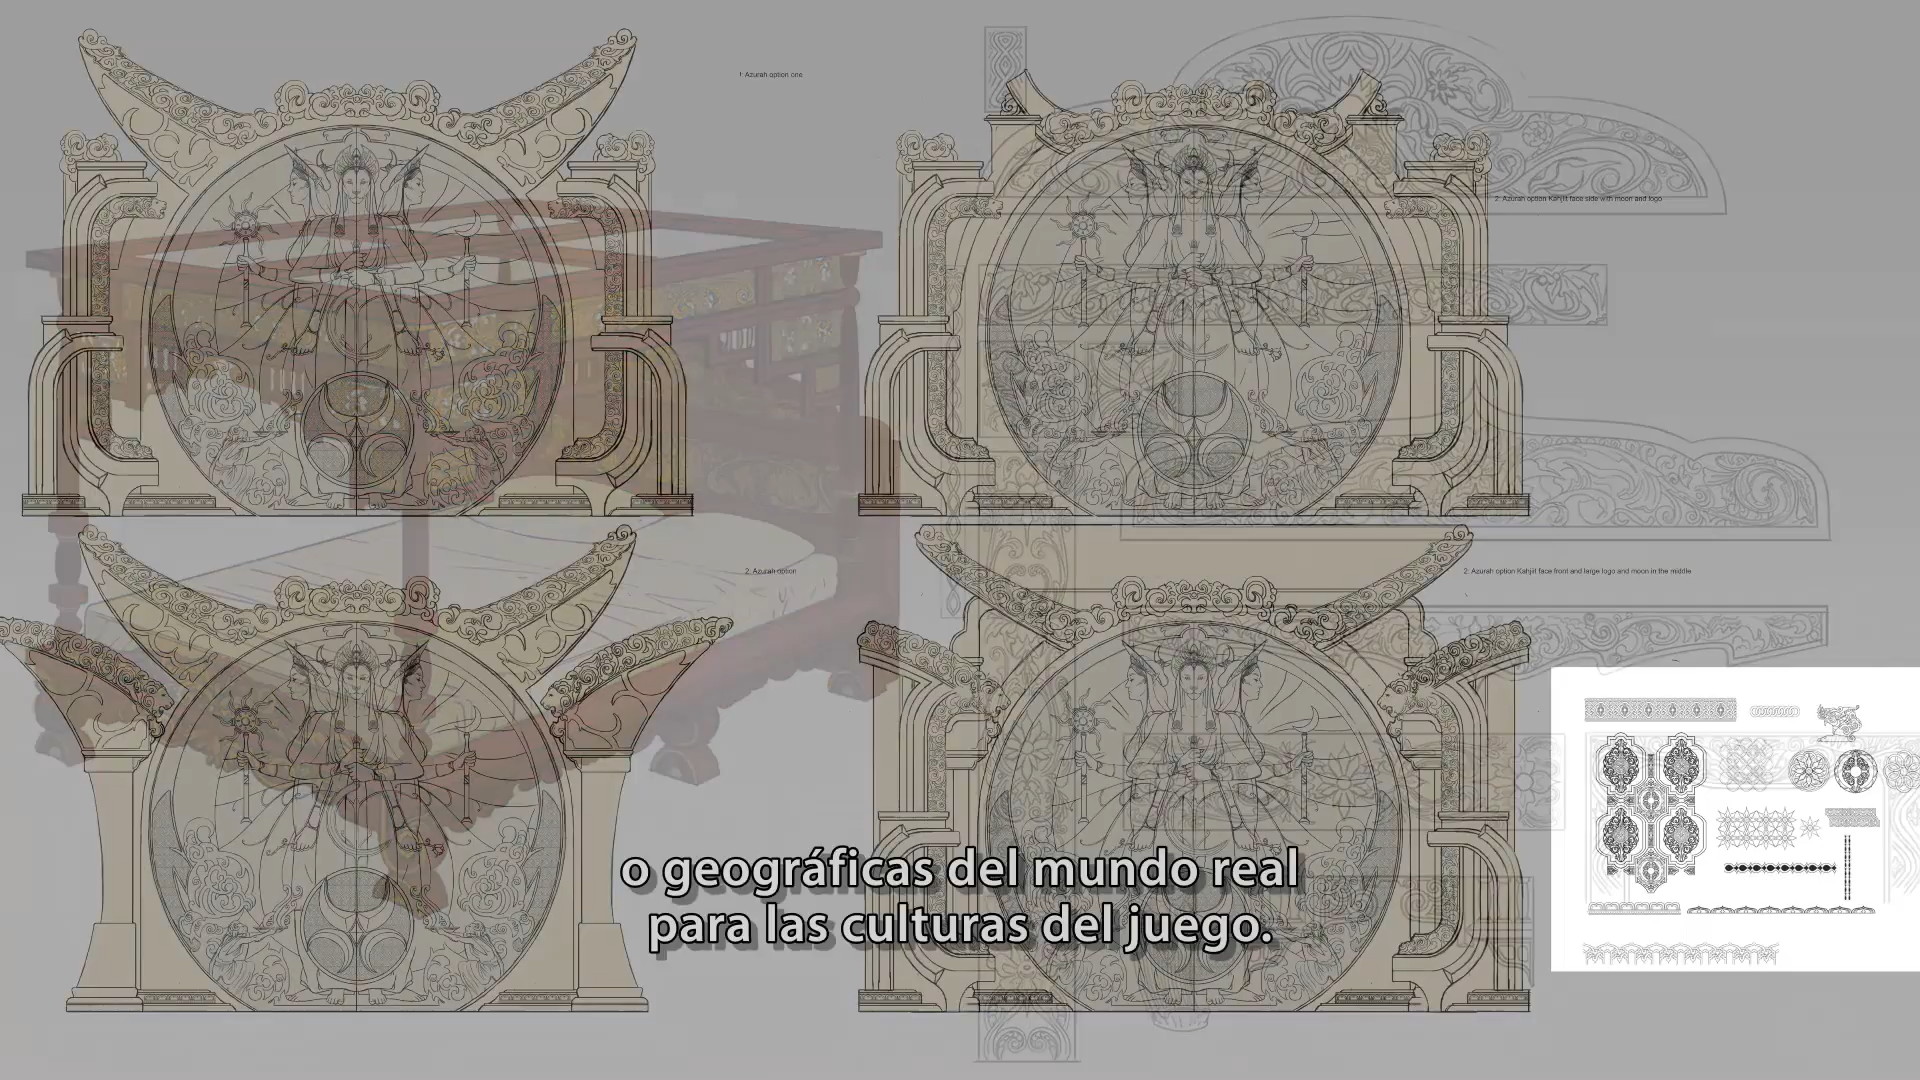 1: Azurah option one
2: Azurah option Kahjiit face side with moon and logo
2: Azurah option
2: Azurah option Kahjiit face front and large logo and moon in the middle
o geográficas del mundo real
para las culturas del juego.